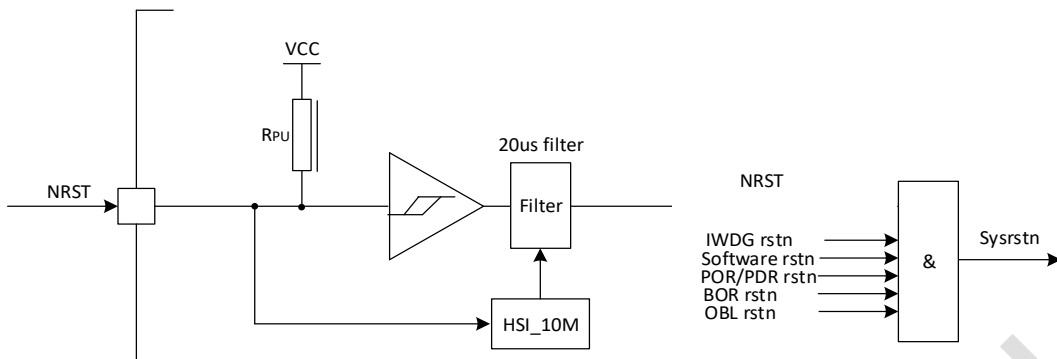 VCC
RPU
20us filter
NRST
Filter
HSI_10M
NRST
IWDG rstn
Software rstn
POR/PDR rstn
BOR rstn
OBL rstn
&
Sysrstn